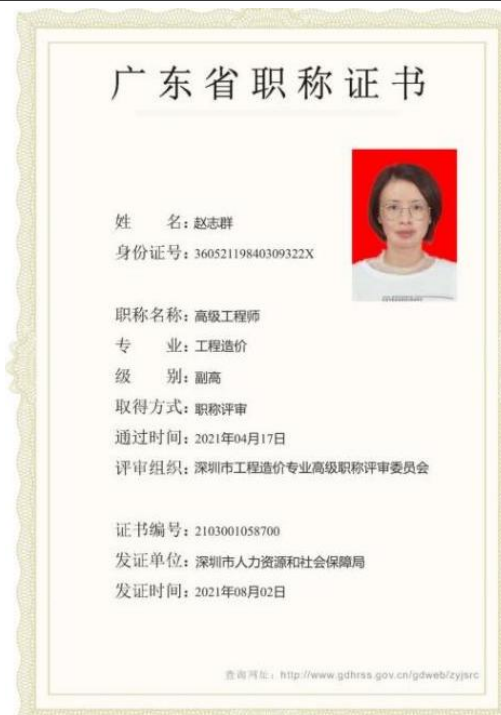 广东省职称证书
姓 名：赵志群
身份证号：36052119840309322X
职称名称：高级工程师
专 业：工程造价
级 别：副高
取得方式：职称评审
通过时间：2021年04月17日
评审组织：深圳市工程造价专业高级职称评审委员会
证书编号：2103001058700
发证单位：深圳市人力资源和社会保障局
发证时间：2021年08月02日
查询网址：http://www.gdhrss.gov.cn/gdweb/zyjsrc